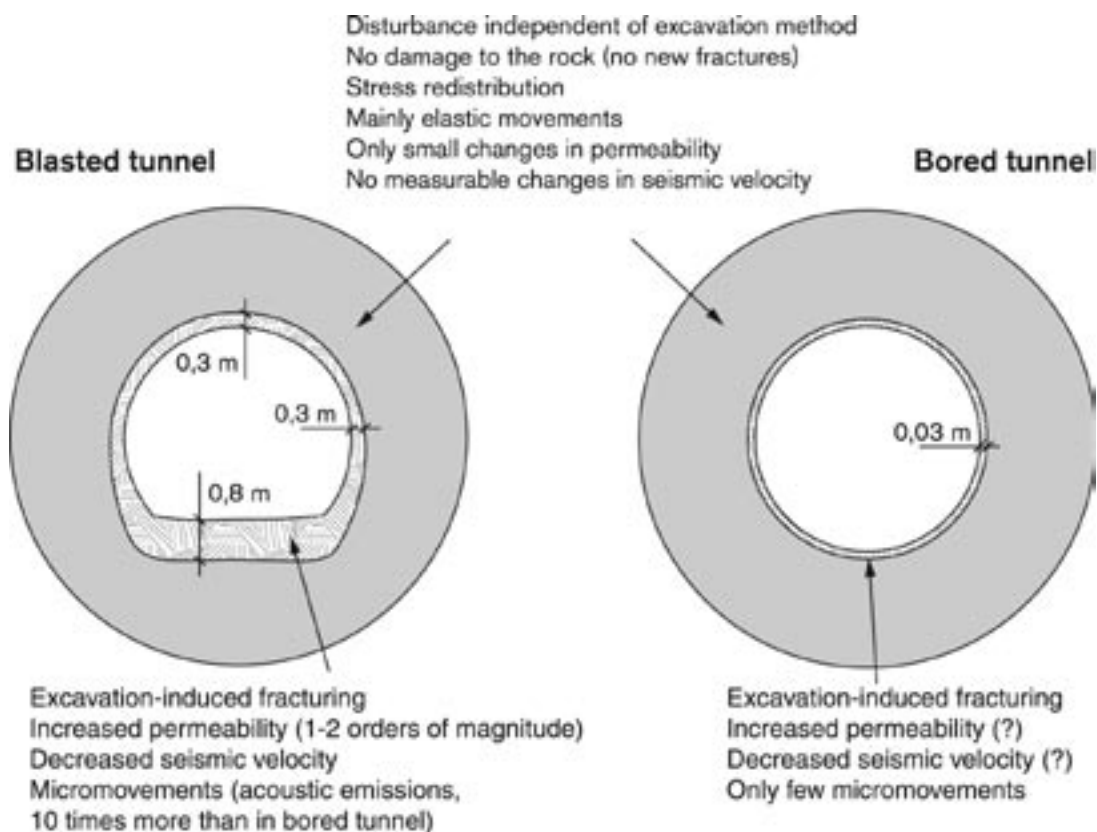 Disturbance independent of excavation method
No damage to the rock (no new fractures)
Stress redistribution
Mainly elastic movements
Only small changes in permeability
No measurable changes in seismic velocity
Blasted tunnel
Bored tunnel
0,3 m
0,3 m
0,8 m
0,03 m
Excavation-induced fracturing
Increased permeability (1-2 orders of magnitude)
Decreased seismic velocity
Micromovements (acoustic emissions,
10 times more than in bored tunnel)
Excavation-induced fracturing
Increased permeability (?)
Decreased seismic velocity (?)
Only few micromovements